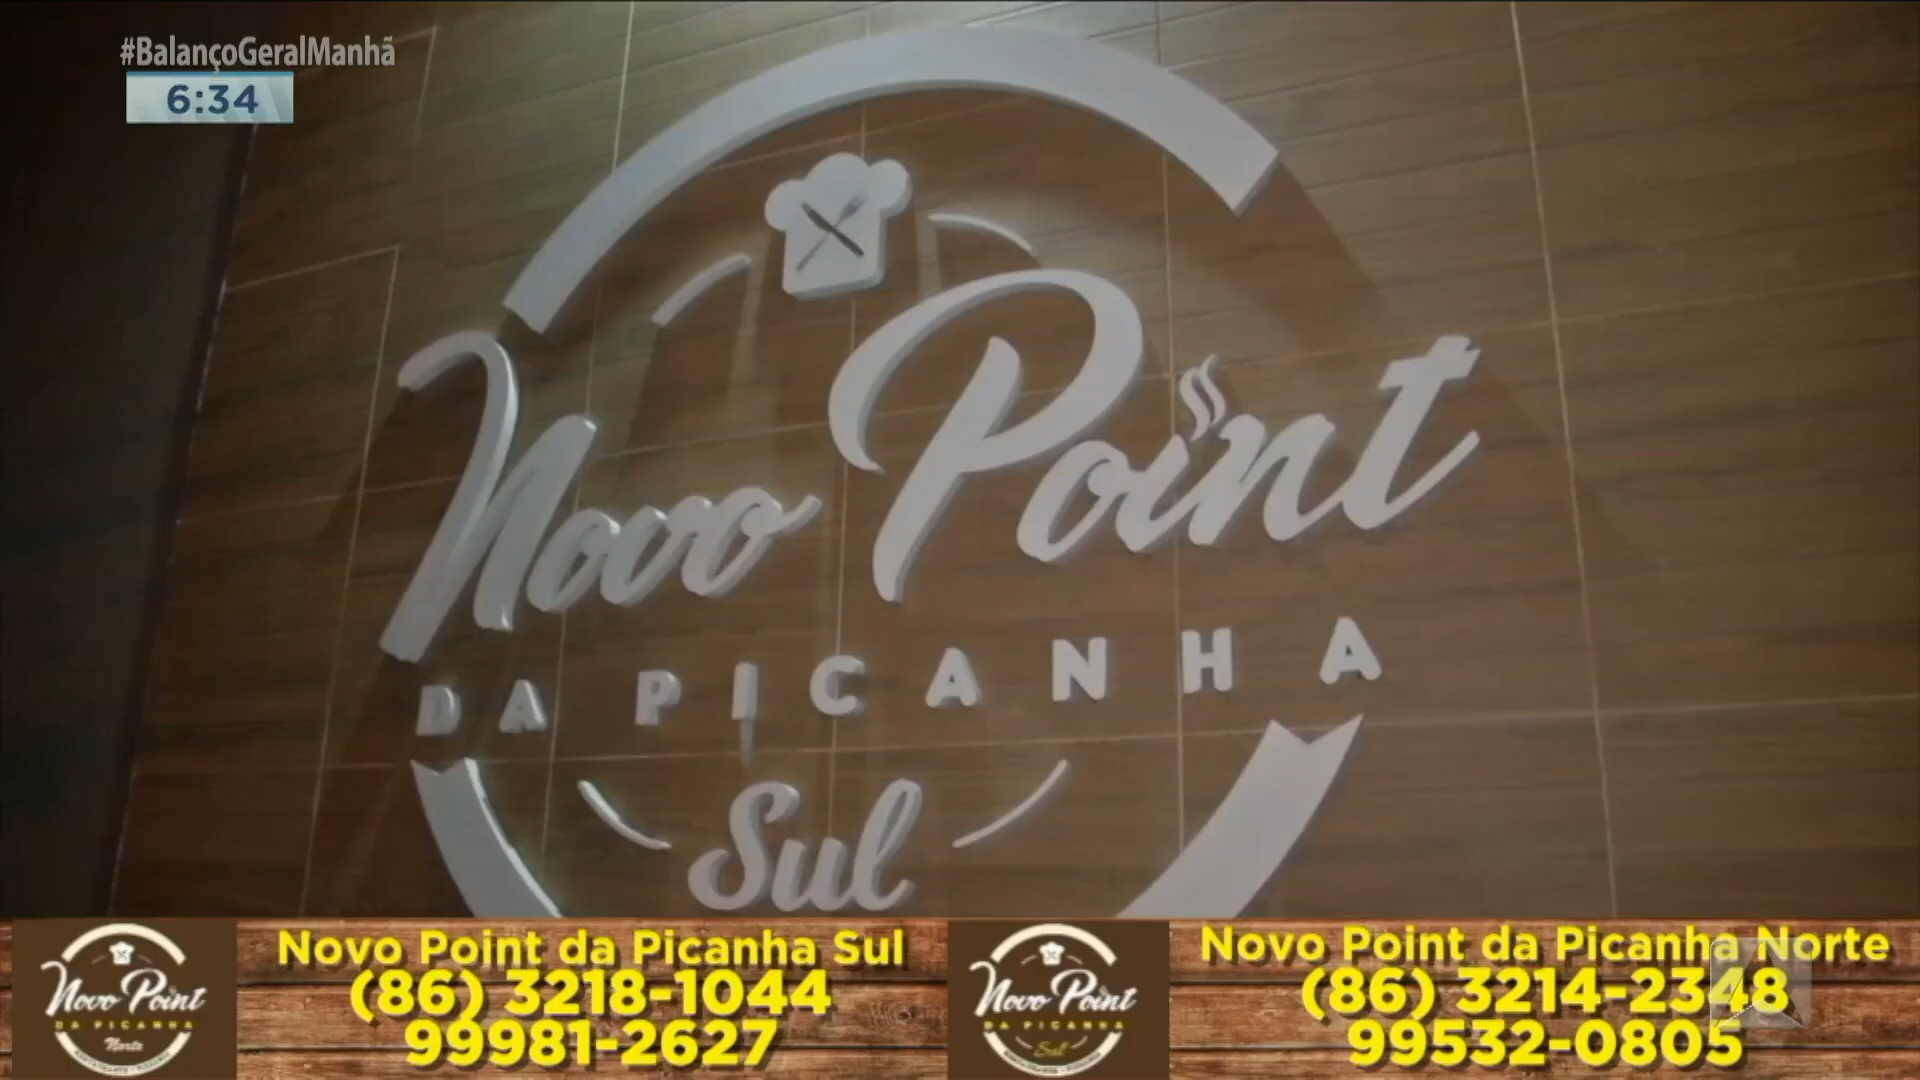 #BalançoGeralManhã
6:34
Novo Point
DA PICANHA
Sul
Novo Point
DA PICANHA
Norte
Novo Point da Picanha Sul
(86) 3218-1044
99981-2627
Novo Point
DA PICANHA
Sul
Novo Point da Picanha Norte
(86) 3214-2348
99532-0805